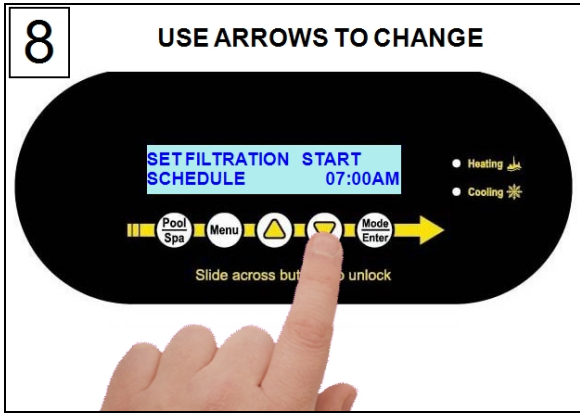 8
USE ARROWS TO CHANGE
SET FILTRATION START
SCHEDULE 07:00AM
Heating
Cooling
Pool
Spa
Menu
Mode
Enter
Slide across but o unlock